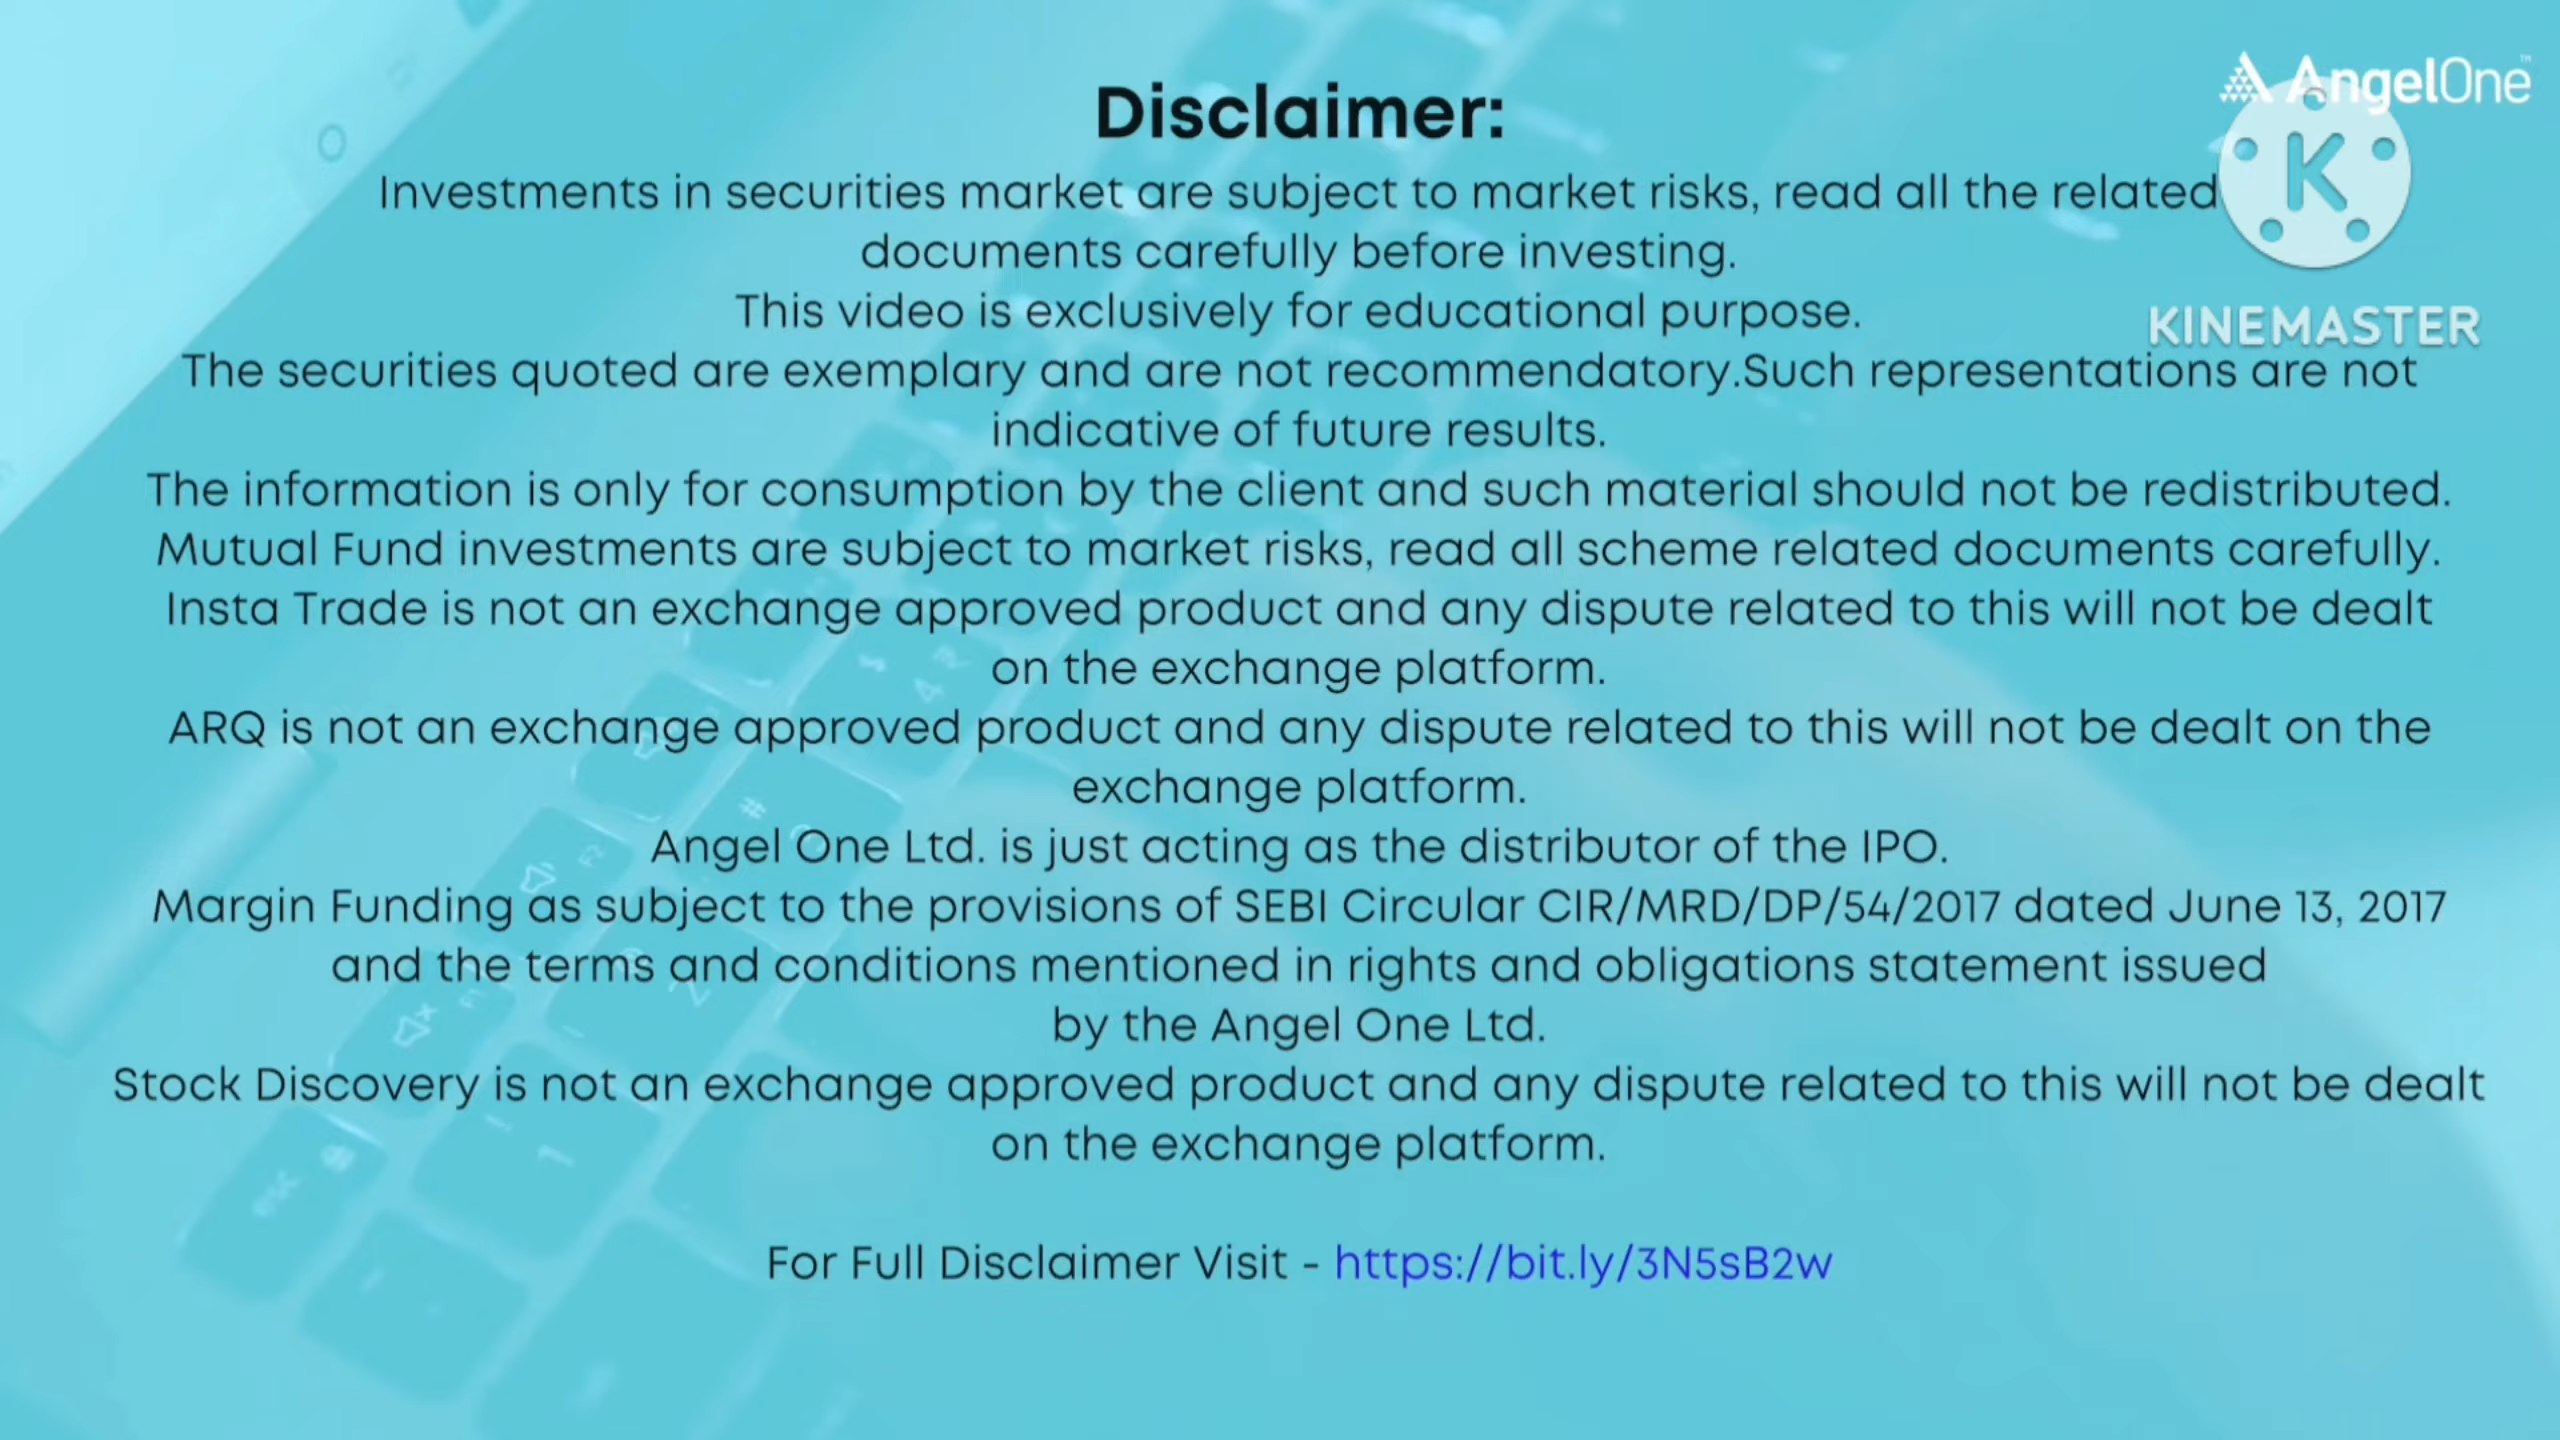 AngelOne™
K
KINEMASTER
Disclaimer:
Investments in securities market are subject to market risks, read all the related
documents carefully before investing.
This video is exclusively for educational purpose.
The securities quoted are exemplary and are not recommendatory.Such representations are not
indicative of future results.
The information is only for consumption by the client and such material should not be redistributed.
Mutual Fund investments are subject to market risks, read all scheme related documents carefully.
Insta Trade is not an exchange approved product and any dispute related to this will not be dealt
on the exchange platform.
ARQ is not an exchange approved product and any dispute related to this will not be dealt on the
exchange platform.
Angel One Ltd. is just acting as the distributor of the IPO.
Margin Funding as subject to the provisions of SEBI Circular CIR/MRD/DP/54/2017 dated June 13, 2017
and the terms and conditions mentioned in rights and obligations statement issued
by the Angel One Ltd.
Stock Discovery is not an exchange approved product and any dispute related to this will not be dealt
on the exchange platform.
For Full Disclaimer Visit - https://bit.ly/3N5sB2w